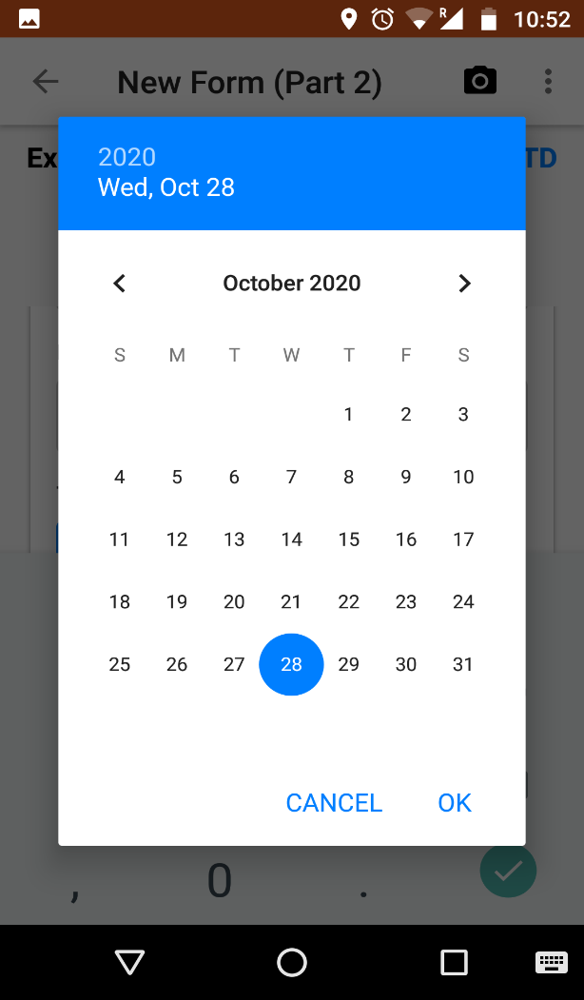 R 10:52
New Form (Part 2)
Ex TD
2020
Wed, Oct 28
October 2020
S M T W T F S
1 2 3
4 5 6 7 8 9 10
11 12 13 14 15 16 17
18 19 20 21 22 23 24
25 26 27 28 29 30 31
CANCEL OK
, 0 .